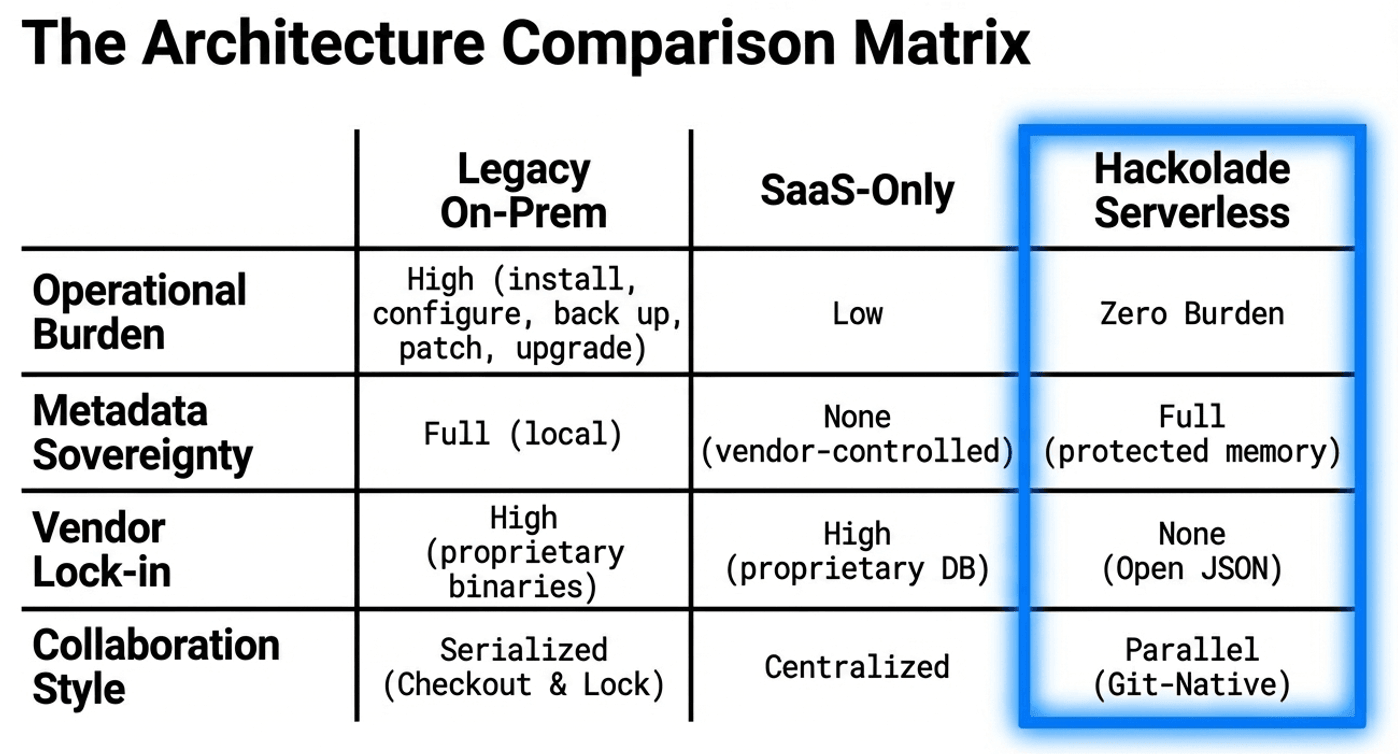 The Architecture Comparison Matrix
Legacy
On-Prem
SaaS-Only
Hackolade
Serverless
Operational
Burden
High (install,
configure, back up,
patch, upgrade)
Low
Zero Burden
Metadata
Sovereignty
Full (local)
None
(vendor-controlled)
Full
(protected memory)
Vendor
Lock-in
High
(proprietary
binaries)
High
(proprietary DB)
None
(Open JSON)
Collaboration
Style
Serialized
(Checkout & Lock)
Centralized
Parallel
(Git-Native)